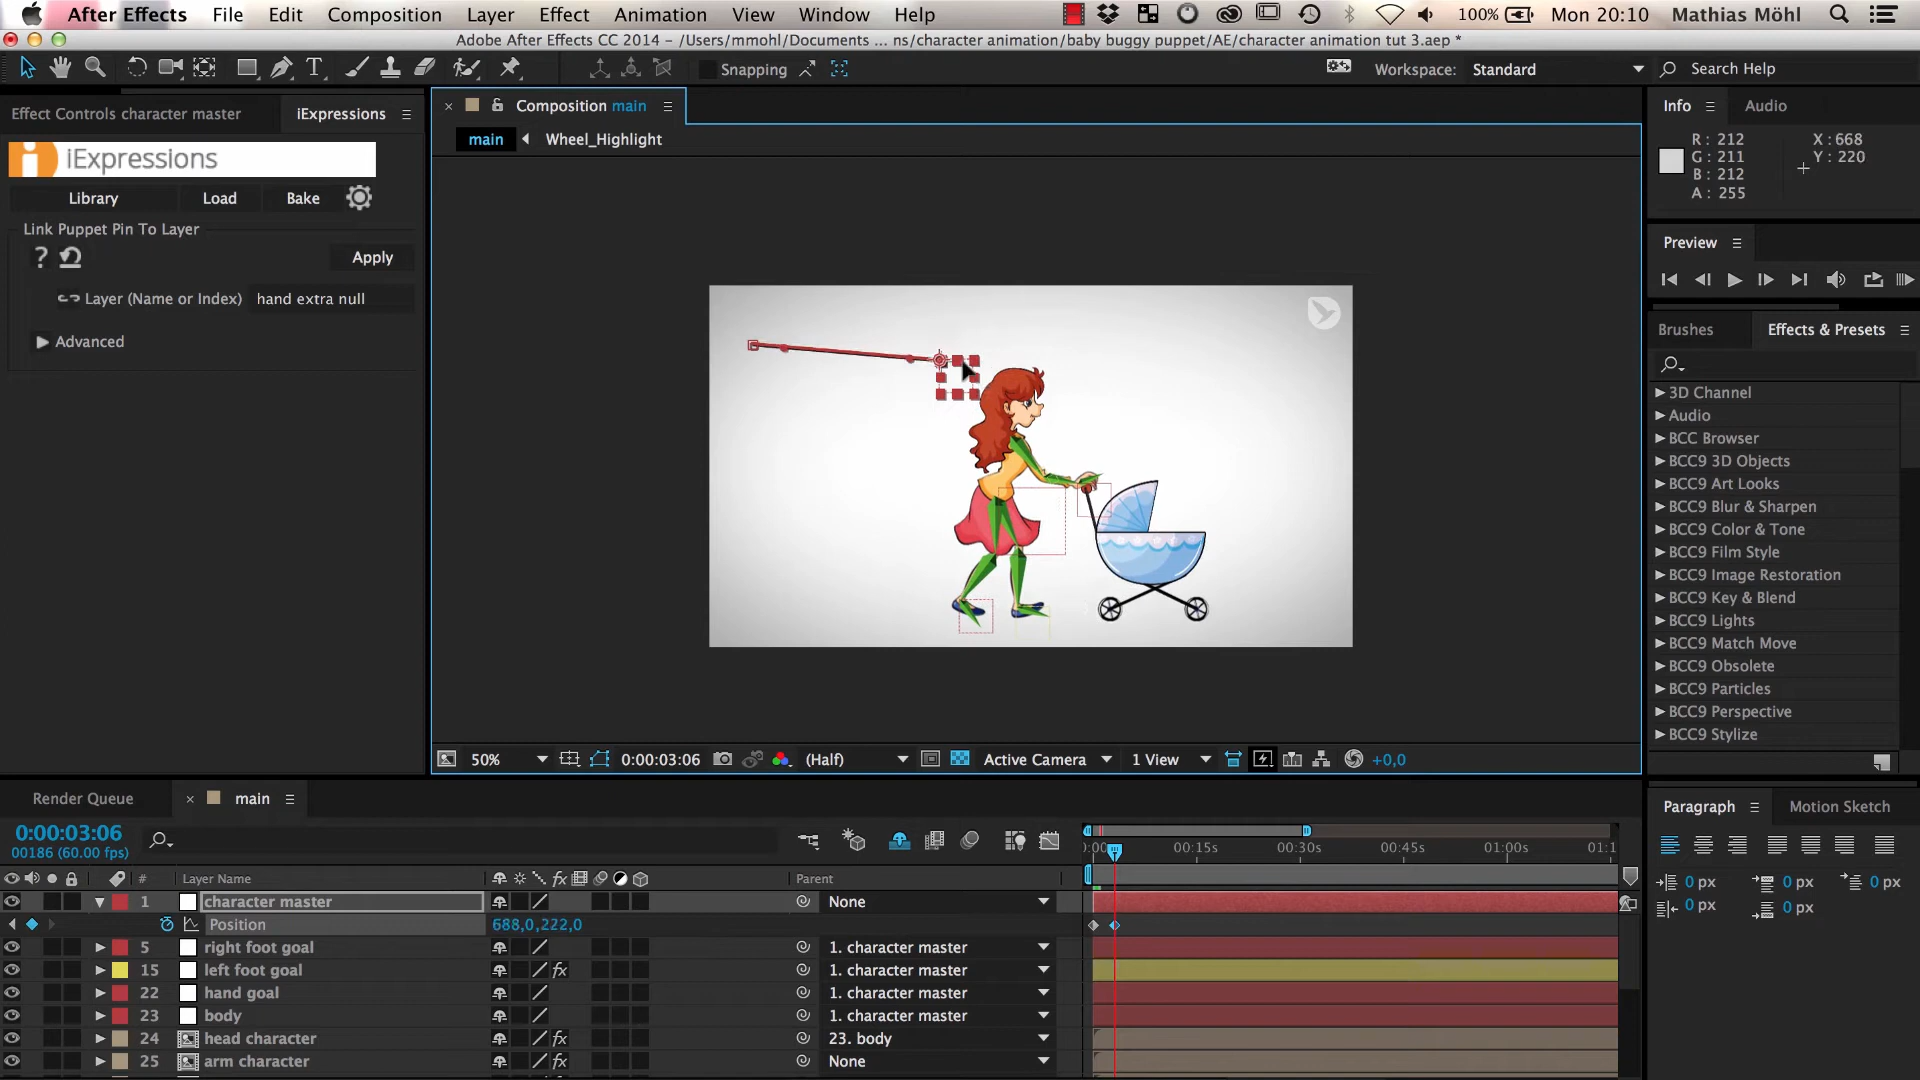 After Effects File Edit Composition Layer Effect Animation View Window Help 100% Mon 20:10 Mathias Möhl
Adobe After Effects CC 2014 - /Users/mmohl/Documents ... ns/character animation/baby buggy puppet/AE/character animation tut 3.aep *
Snapping Workspace: Standard Search Help
Effect Controls character master iExpressions
Composition main
Info Audio
main Wheel_Highlight
R : 212 X : 668
G : 211 Y : 220
B : 212
A : 255
iExpressions
Library Load Bake
Link Puppet Pin To Layer
? Apply
Layer (Name or Index) hand extra null
Advanced
Preview
Brushes Effects & Presets
3D Channel
Audio
BCC Browser
BCC9 3D Objects
BCC9 Art Looks
BCC9 Blur & Sharpen
BCC9 Color & Tone
BCC9 Film Style
BCC9 Image Restoration
BCC9 Key & Blend
BCC9 Lights
BCC9 Match Move
BCC9 Obsolete
BCC9 Particles
BCC9 Perspective
BCC9 Stylize
50% 0:00:03:06 (Half) Active Camera 1 View +0,0
Render Queue main
Paragraph Motion Sketch
0:00:03:06
00186 (60.00 fps)
00:15s 00:30s 00:45s 01:00s
0 px 0 px 0 px
0 px 0 px
# Layer Name fx Parent
1 character master None
Position 688,0,222,0
5 right foot goal 1. character master
15 left foot goal fx 1. character master
22 hand goal 1. character master
23 body 1. character master
24 head character fx 23. body
25 arm character fx None